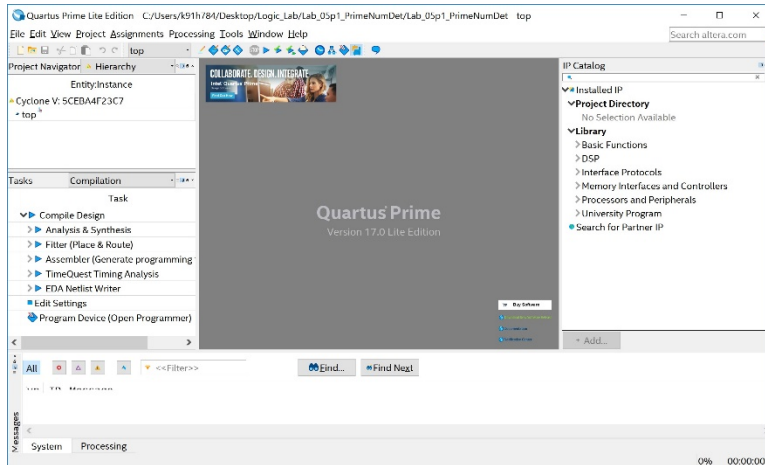 Quartus Prime Lite Edition C:/Users/k91h784/Desktop/Logic_Lab/Lab_05p1_PrimeNumDet/Lab_05p1_PrimeNumDet top
File Edit View Project Assignments Processing Tools Window Help
Search altera.com
top
Project Navigator Hierarchy
Entity:Instance
Cyclone V: 5CEBA4F23C7
top
Tasks Compilation
Task
Compile Design
Analysis & Synthesis
Fitter (Place & Route)
Assembler (Generate programming
TimeQuest Timing Analysis
EDA Netlist Writer
Edit Settings
Program Device (Open Programmer)
COLLABORATE. DESIGN. INTEGRATE
Quartus Prime
Version 17.0 Lite Edition
Buy Software
IP Catalog
Installed IP
Project Directory
No Selection Available
Library
Basic Functions
DSP
Interface Protocols
Memory Interfaces and Controllers
Processors and Peripherals
University Program
Search for Partner IP
+ Add...
All <<Filter>> Find... Find Next
Messages
System Processing
0% 00:00:00